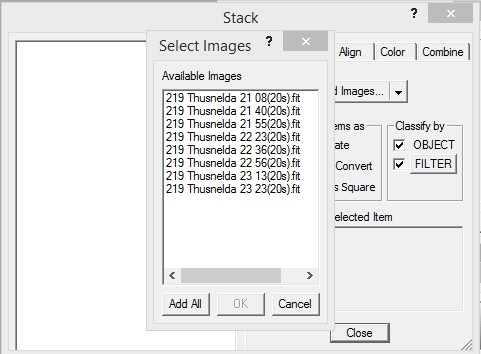 Stack
? ×
Select Images
? ×
Available Images
219 Thusnelda 21 08(20s).fit
219 Thusnelda 21 40(20s).fit
219 Thusnelda 21 55(20s).fit
219 Thusnelda 22 23(20s).fit
219 Thusnelda 22 36(20s).fit
219 Thusnelda 22 56(20s).fit
219 Thusnelda 23 13(20s).fit
219 Thusnelda 23 23(20s).fit
Add All OK Cancel
Align Color Combine
Images...
as Classify by
OBJECT
Convert FILTER
Square
Item
Close